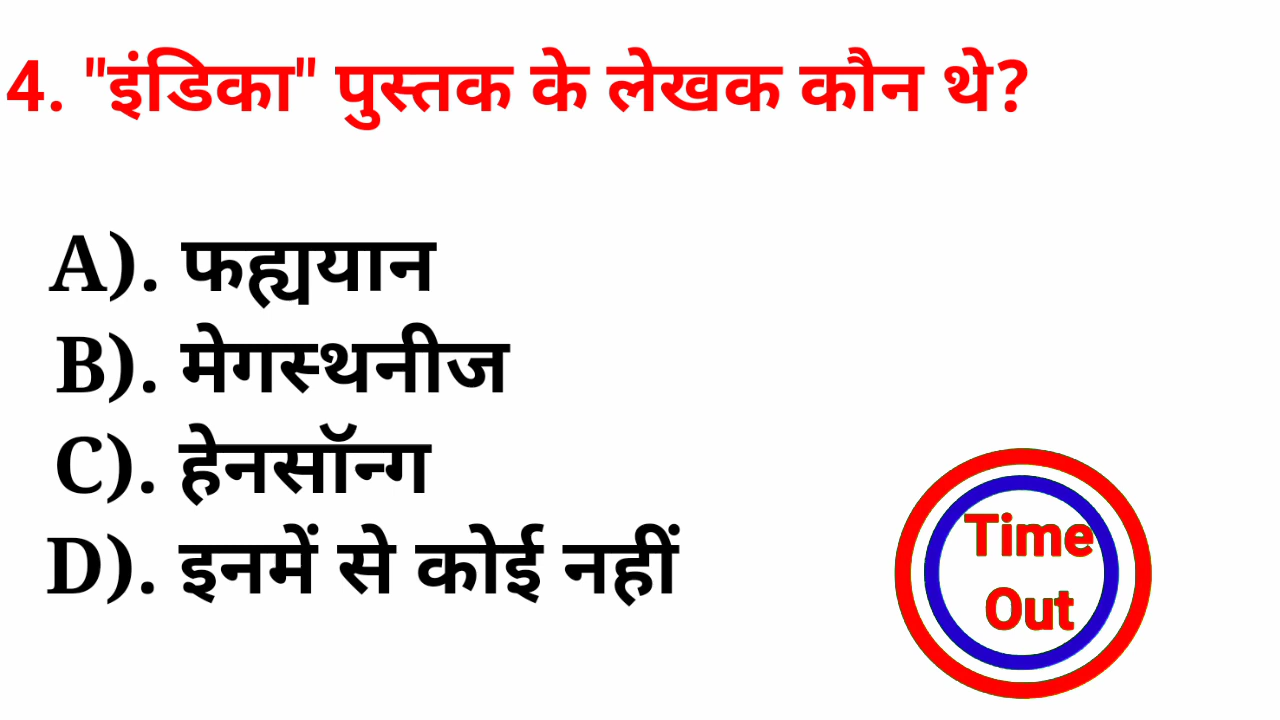 4. "इंडिका" पुस्तक के लेखक कौन थे?
A). फह्ययान
B). मेगस्थनीज
C). हेनसॉन्ग
D). इनमें से कोई नहीं
Time
Out